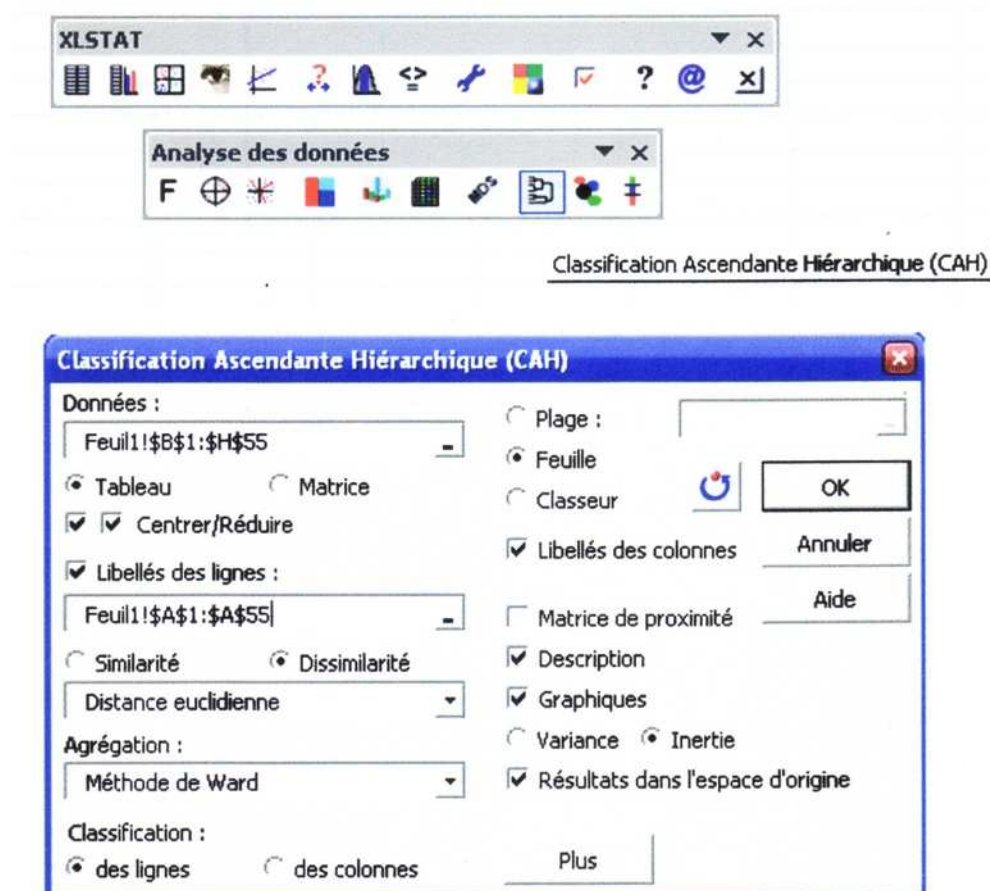 XLSTAT
Analyse des données
F
Classification Ascendante Hiérarchique (CAH)
Classification Ascendante Hiérarchique (CAH)
Données :
Feuil1!$B$1:$H$55
Tableau Matrice
Centrer/Réduire
Libellés des lignes :
Feuil1!$A$1:$A$55
Similarité Dissimilarité
Distance euclidienne
Agrégation :
Méthode de Ward
Classification :
des lignes des colonnes
Plage :
Feuille
Classeur
OK
Libellés des colonnes
Annuler
Aide
Matrice de proximité
Description
Graphiques
Variance Inertie
Résultats dans l'espace d'origine
Plus